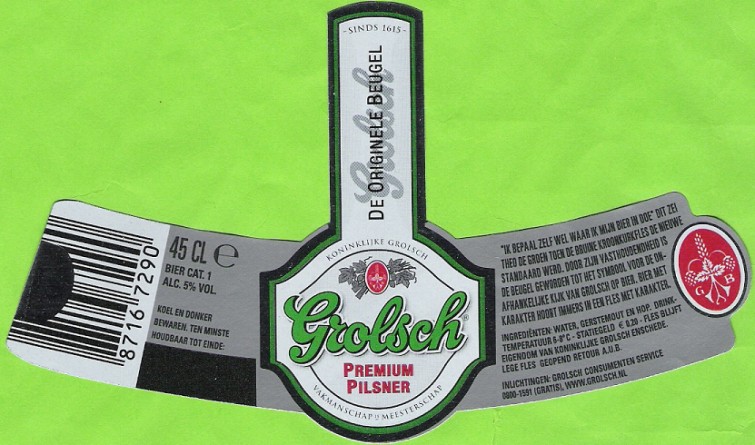 -SINDS 1615-
DE ORIGINELE BEUGEL
Grolsch
KONINKLIJKE GROLSCH
Grolsch®
PREMIUM
PILSNER
VAKMANSCHAP IS MEESTERSCHAP
8716 7290
45 CL ℮
BIER CAT. 1
ALC. 5% VOL.
KOEL EN DONKER
BEWAREN. TEN MINSTE
HOUDBAAR TOT EINDE:
"IK BEPAAL ZELF WEL WAAR IK MIJN BIER IN DOE" DIT ZEI
THEO DE GROEN TOEN DE BRUINE KROONKURKFLES DE NIEUWE
STANDAARD WERD. DOOR ZIJN VASTHOUDENDHEID IS
DE BEUGEL GEWORDEN TOT HET SYMBOOL VOOR DE ON-
AFHANKELIJKE KIJK VAN GROLSCH OP BIER. BIER MET
KARAKTER HOORT IMMERS IN EEN FLES MET KARAKTER.
INGREDIËNTEN: WATER, GERSTEMOUT EN HOP. DRINK-
TEMPERATUUR 6-8°C - STATIEGELD € 0,20 - FLES BLIJFT
EIGENDOM VAN KONINKLIJKE GROLSCH ENSCHEDE.
LEGE FLES GEOPEND RETOUR A.U.B.
INLICHTINGEN: GROLSCH CONSUMENTEN SERVICE
0800-1591 (GRATIS), WWW.GROLSCH.NL
G B